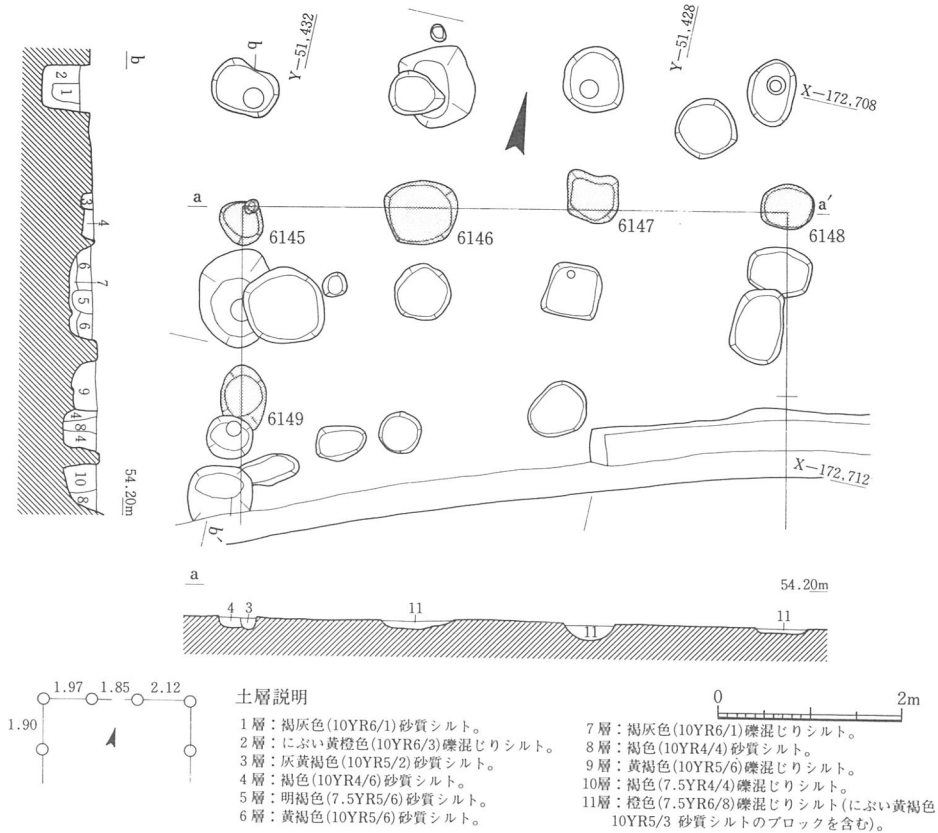 b
Y-51,432
b
Y-51,428
X-172,708
2
1
a
a′
3
4
6145
6146
6147
6148
6
7
5
6
9
6149
4
8
4
X-172,712
10
8
54.20m
b′
a
54.20m
4 3
11
11
11
1.97 1.85 2.12
1.90
0 2m
土層説明
1層：褐灰色(10YR6/1)砂質シルト。
2層：にぶい黄橙色(10YR6/3)礫混じりシルト。
3層：灰黄褐色(10YR5/2)砂質シルト。
4層：褐色(10YR4/6)砂質シルト。
5層：明褐色(7.5YR5/6)砂質シルト。
6層：黄褐色(10YR5/6)砂質シルト。
7層：褐灰色(10YR6/1)礫混じりシルト。
8層：褐色(10YR4/4)砂質シルト。
9層：黄褐色(10YR5/6)礫混じりシルト。
10層：褐色(7.5YR4/4)礫混じりシルト。
11層：橙色(7.5YR6/8)礫混じりシルト(にぶい黄褐色
10YR5/3 砂質シルトのブロックを含む)。